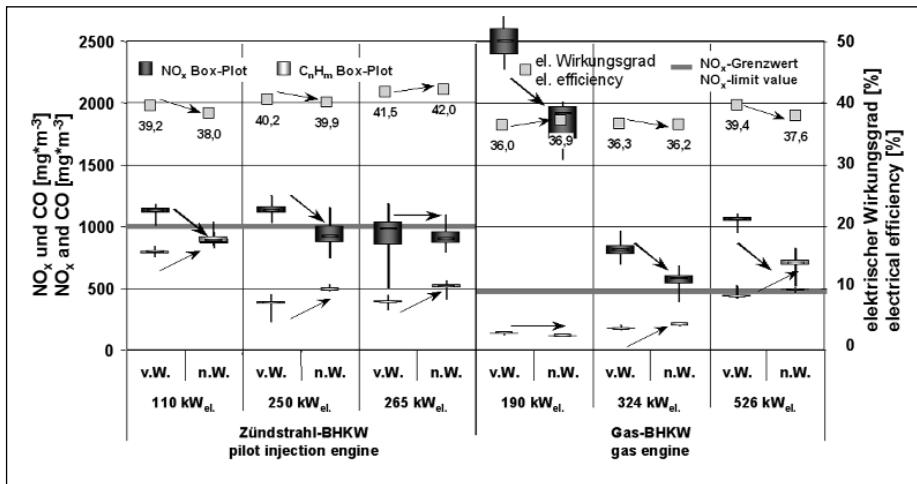 2500
2000
1500
1000
500
0
NOx und CO [mg*m-3]
NOx and CO [mg*m-3]
NOx Box-Plot
CnHm Box-Plot
el. Wirkungsgrad
el. efficiency
NOx-Grenzwert
NOx-limit value
50
40
30
20
10
0
elektrischer Wirkungsgrad [%]
electrical efficiency [%]
39,2
38,0
40,2
39,9
41,5
42,0
36,0
36,9
36,3
36,2
39,4
37,6
v.W. n.W. v.W. n.W. v.W. n.W. v.W. n.W. v.W. n.W. v.W. n.W.
110 kWel. 250 kWel. 265 kWel. 190 kWel. 324 kWel. 526 kWel.
Zündstrahl-BHKW
pilot injection engine
Gas-BHKW
gas engine